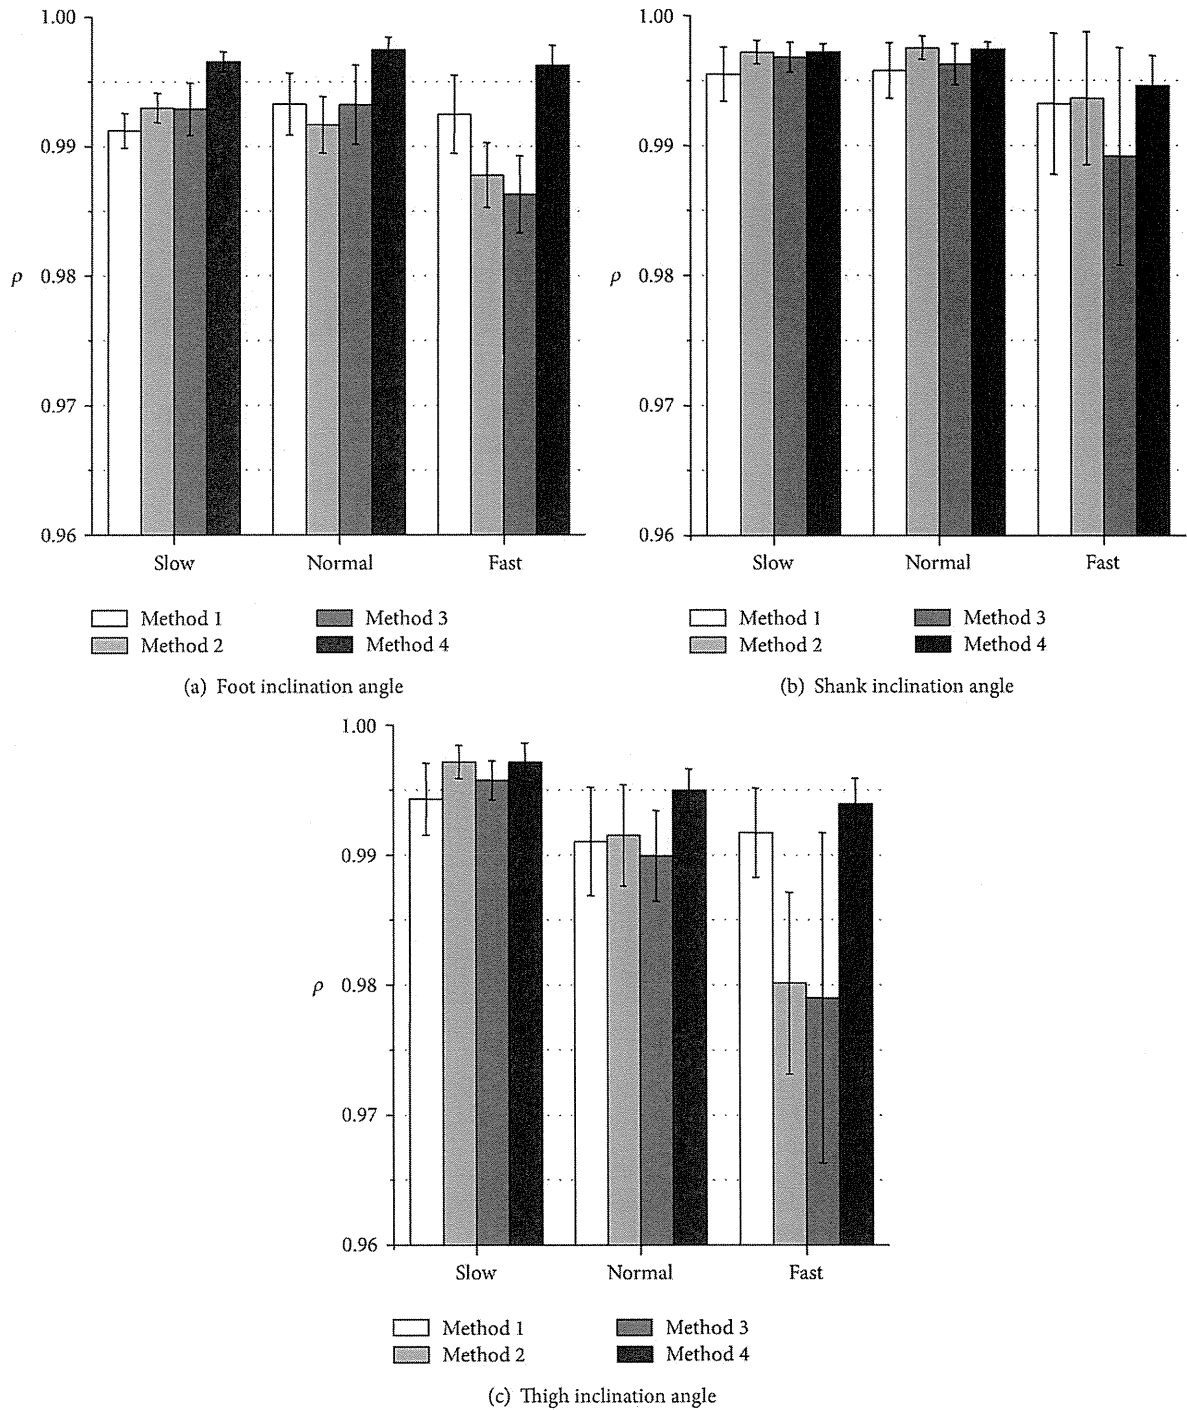 1.00
0.99
0.98
ρ
0.97
0.96
Slow Normal Fast
Method 1 Method 3
Method 2 Method 4
(a) Foot inclination angle
1.00
0.99
0.98
ρ
0.97
0.96
Slow Normal Fast
Method 1 Method 3
Method 2 Method 4
(b) Shank inclination angle
1.00
0.99
0.98
ρ
0.97
0.96
Slow Normal Fast
Method 1 Method 3
Method 2 Method 4
(c) Thigh inclination angle